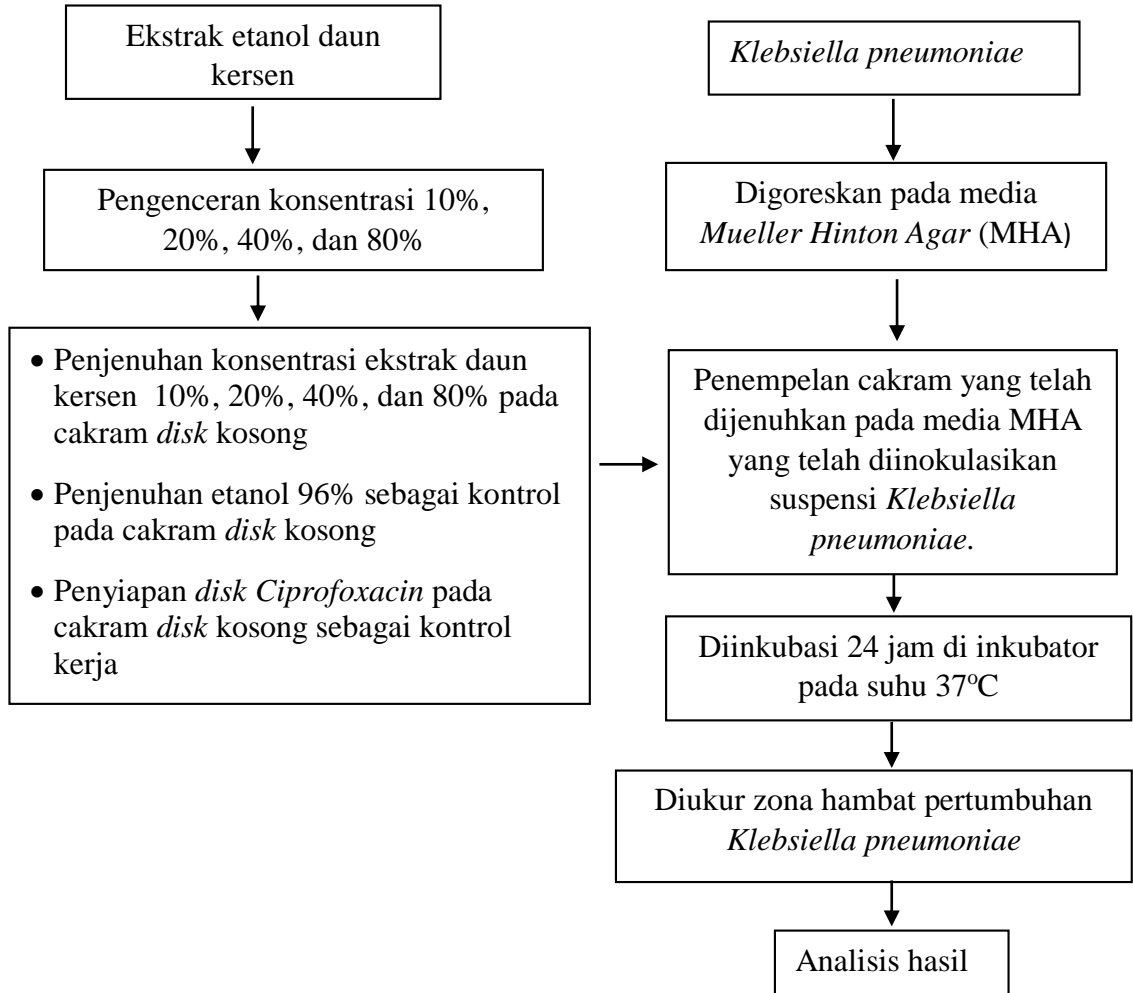 Ekstrak etanol daun
kersen
Pengenceran konsentrasi 10%,
20%, 40%, dan 80%
• Penjenuhan konsentrasi ekstrak daun
kersen 10%, 20%, 40%, dan 80% pada
cakram disk kosong
• Penjenuhan etanol 96% sebagai kontrol
pada cakram disk kosong
• Penyiapan disk Ciprofoxacin pada
cakram disk kosong sebagai kontrol
kerja
Klebsiella pneumoniae
Digoreskan pada media
Mueller Hinton Agar (MHA)
Penempelan cakram yang telah
dijenuhkan pada media MHA
yang telah diinokulasikan
suspensi Klebsiella
pneumoniae.
Diinkubasi 24 jam di inkubator
pada suhu 37°C
Diukur zona hambat pertumbuhan
Klebsiella pneumoniae
Analisis hasil